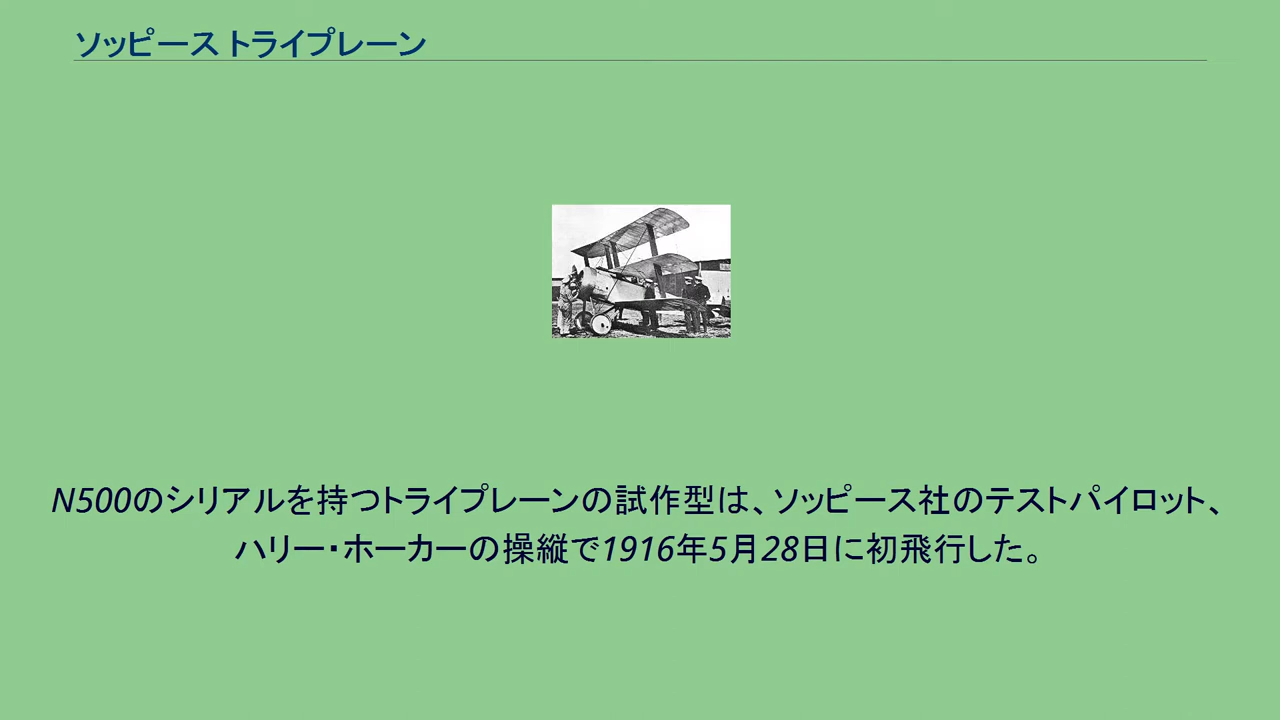 ソッピース トライプレーン
N500のシリアルを持つトライプレーンの試作型は、ソッピース社のテストパイロット、
ハリー・ホーカーの操縦で1916年5月28日に初飛行した。